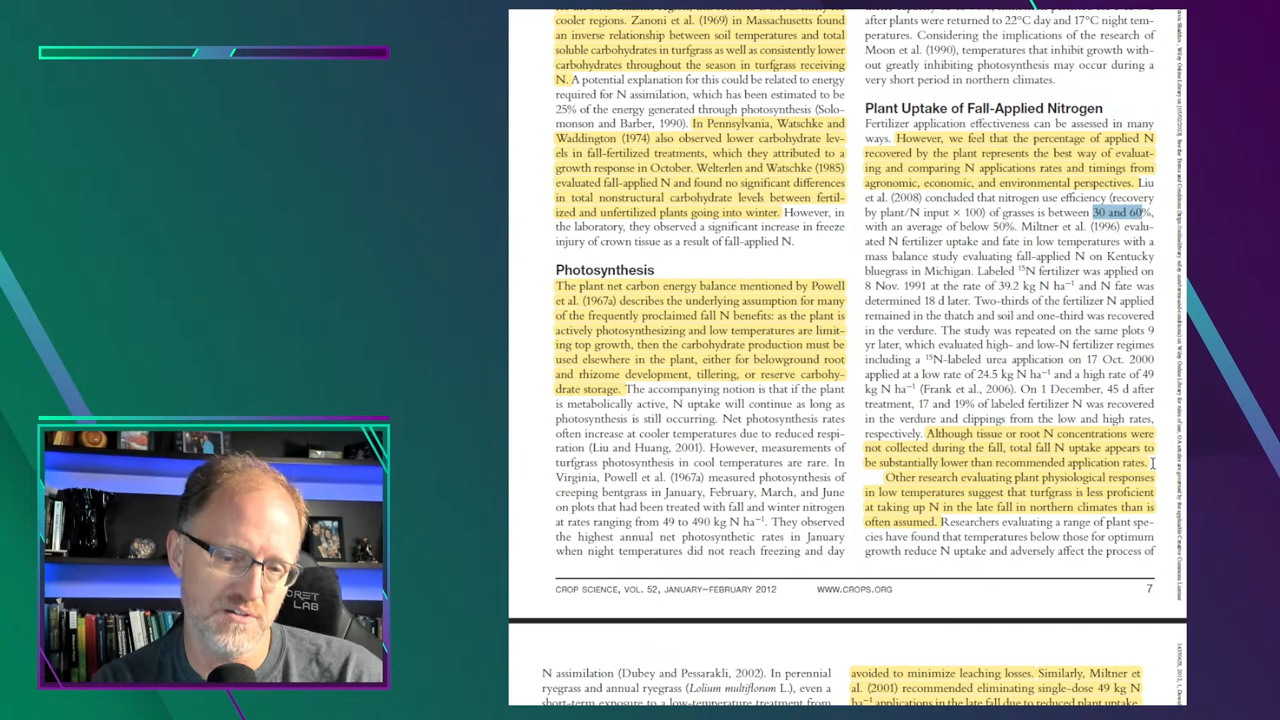 cooler regions. Zanoni et al. (1969) in Massachusetts found
an inverse relationship between soil temperatures and total
soluble carbohydrates in turfgrass as well as consistently lower
carbohydrates throughout the season in turfgrass receiving
N. A potential explanation for this could be related to energy
required for N assimilation, which has been estimated to be
25% of the energy generated through photosynthesis (Solo-
monson and Barber, 1990). In Pennsylvania, Watschke and
Waddington (1974) also observed lower carbohydrate lev-
els in fall-fertilized treatments, which they attributed to a
growth response in October. Welterlen and Watschke (1985)
evaluated fall-applied N and found no significant differences
in total nonstructural carbohydrate levels between fertil-
ized and unfertilized plants going into winter. However, in
the laboratory, they observed a significant increase in freeze
injury of crown tissue as a result of fall-applied N.
Photosynthesis
The plant net carbon energy balance mentioned by Powell
et al. (1967a) describes the underlying assumption for many
of the frequently proclaimed fall N benefits: as the plant is
actively photosynthesizing and low temperatures are limit-
ing top growth, then the carbohydrate production must be
used elsewhere in the plant, either for belowground root
and rhizome development, tillering, or reserve carbohy-
drate storage. The accompanying notion is that if the plant
is metabolically active, N uptake will continue as long as
photosynthesis is still occurring. Net photosynthesis rates
often increase at cooler temperatures due to reduced respi-
ration (Liu and Huang, 2001). However, measurements of
turfgrass photosynthesis in cool temperatures are rare. In
Virginia, Powell et al. (1967a) measured photosynthesis of
creeping bentgrass in January, February, March, and June
on plots that had been treated with fall and winter nitrogen
at rates ranging from 49 to 490 kg N ha⁻¹. They observed
the highest annual net photosynthetic rates in January
when night temperatures did not reach freezing and day
after plants were returned to 22°C day and 17°C night tem-
peratures. Considering the implications of the research of
Moon et al. (1990), temperatures that inhibit growth with-
out greatly inhibiting photosynthesis may occur during a
very short period in northern climates.
Plant Uptake of Fall-Applied Nitrogen
Fertilizer application effectiveness can be assessed in many
ways. However, we feel that the percentage of applied N
recovered by the plant represents the best way of evaluat-
ing and comparing N applications rates and timings from
agronomic, economic, and environmental perspectives. Liu
et al. (2008) concluded that nitrogen use efficiency (recovery
by plant/N input × 100) of grasses is between 30 and 60%,
with an average of below 50%. Miltner et al. (1996) evalu-
ated N fertilizer uptake and fate in low temperatures with a
mass balance study evaluating fall-applied N on Kentucky
bluegrass in Michigan. Labeled ¹⁵N fertilizer was applied on
8 Nov. 1991 at the rate of 39.2 kg N ha⁻¹ and N fate was
determined 18 d later. Two-thirds of the fertilizer N applied
remained in the thatch and soil and one-third was recovered
in the verdure. The study was repeated on the same plots 9
yr later, which evaluated high- and low-N fertilizer regimes
including a ¹⁵N-labeled urea application on 17 Oct. 2000
applied at a low rate of 24.5 kg N ha⁻¹ and a high rate of 49
kg N ha⁻¹ (Frank et al., 2006). On 1 December, 45 d after
treatment, 17 and 19% of labeled fertilizer N was recovered
in the verdure and clippings from the low and high rates,
respectively. Although tissue or root N concentrations were
not collected during the fall, total fall N uptake appears to
be substantially lower than recommended application rates.
Other research evaluating plant physiological responses
in low temperatures suggest that turfgrass is less proficient
at taking up N in the late fall in northern climates than is
often assumed. Researchers evaluating a range of plant spe-
cies have found that temperatures below those for optimum
growth reduce N uptake and adversely affect the process of
CROP SCIENCE, VOL. 52, JANUARY–FEBRUARY 2012
WWW.CROPS.ORG
7
N assimilation (Dubey and Pessarakli, 2002). In perennial
ryegrass and annual ryegrass (Lolium multiflorum L.), even a
short-term exposure to a low-temperature treatment from
avoided to minimize leaching losses. Similarly, Miltner et
al. (2001) recommended eliminating single-dose 49 kg N
ha⁻¹ applications in the late fall due to reduced plant uptake